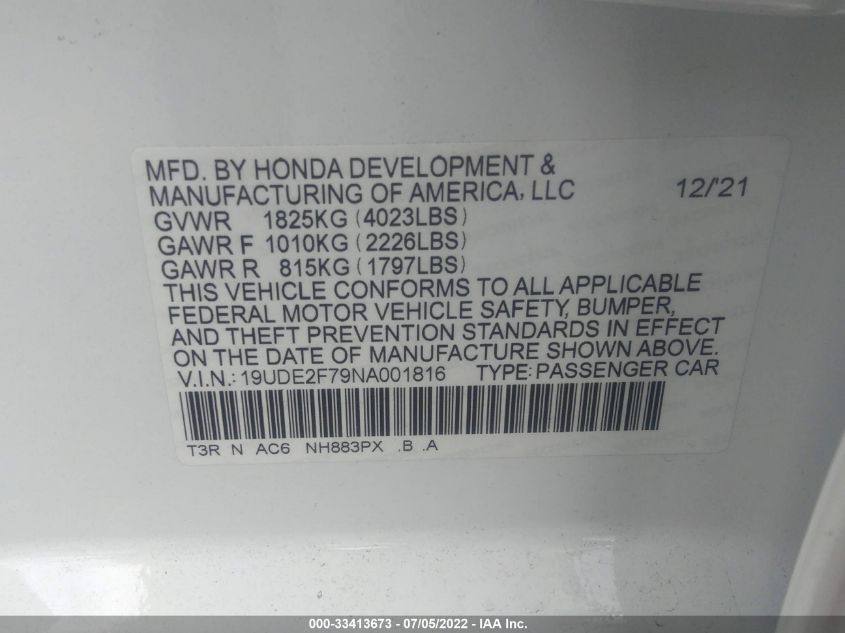 MFD. BY HONDA DEVELOPMENT &
MANUFACTURING OF AMERICA, LLC 12/'21
GVWR 1825KG (4023LBS)
GAWR F 1010KG (2226LBS)
GAWR R 815KG (1797LBS)
THIS VEHICLE CONFORMS TO ALL APPLICABLE
FEDERAL MOTOR VEHICLE SAFETY, BUMPER,
AND THEFT PREVENTION STANDARDS IN EFFECT
ON THE DATE OF MANUFACTURE SHOWN ABOVE.
V.I.N.: 19UDE2F79NA001816 TYPE: PASSENGER CAR
T3R N AC6 NH883PX .B .A
000-33413673 - 07/05/2022 - IAA Inc.